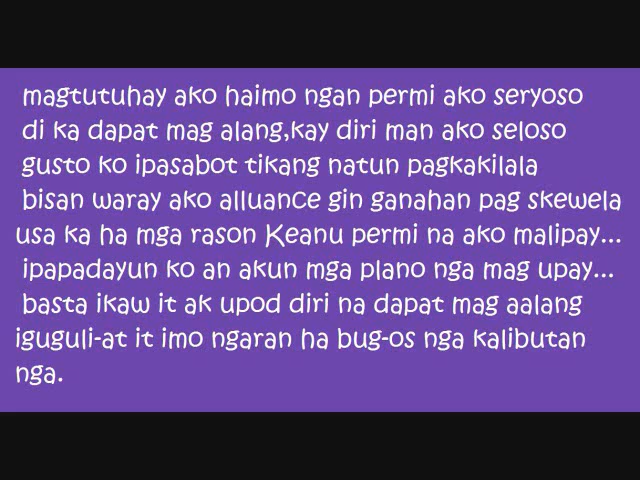 magtutuhay ako haimo ngan permi ako seryoso
di ka dapat mag alang,kay diri man ako seloso
gusto ko ipasabot tikang natun pagkakilala
bisan waray ako alluance gin ganahan pag skewela
usa ka ha mga rason Keanu permi na ako malipay...
ipapadayun ko an akun mga plano nga mag upay...
basta ikaw it ak upod diri na dapat mag aalang
iguguli-at it imo ngaran ha bug-os nga kalibutan
nga.